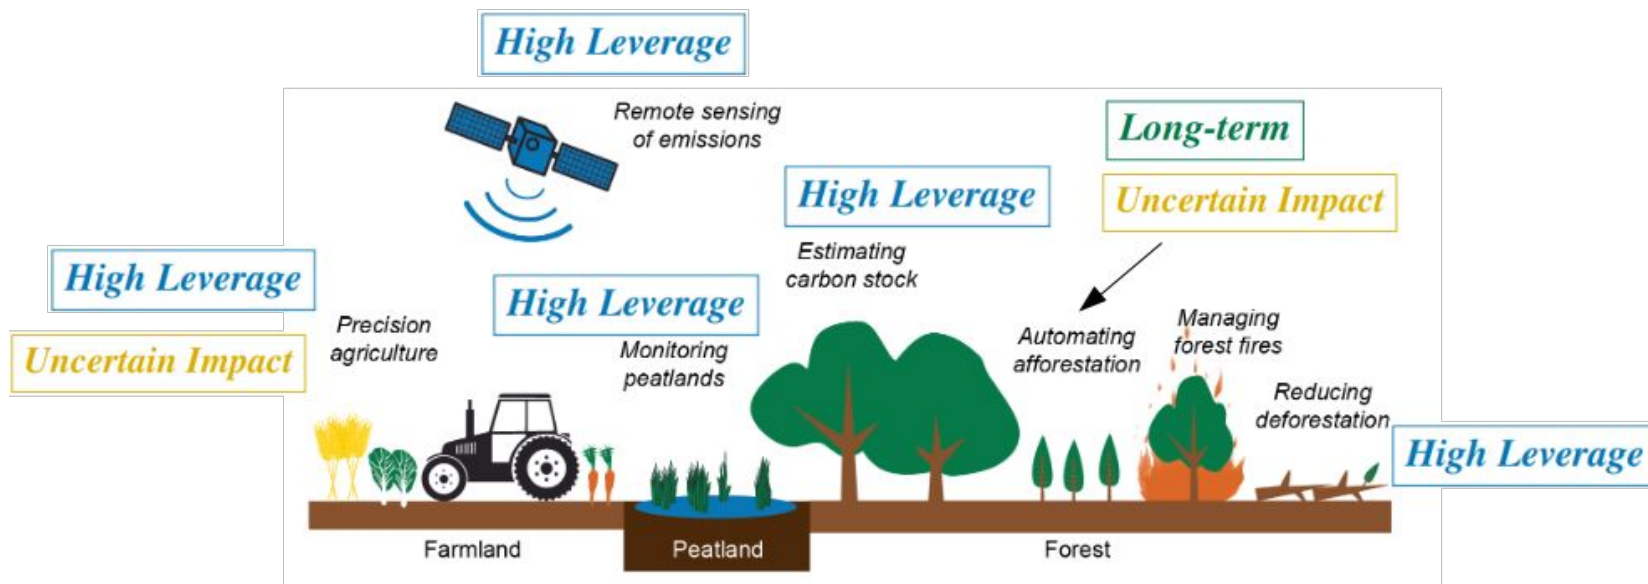 High Leverage
Remote sensing
of emissions
Long-term
High Leverage
Uncertain Impact
Estimating
carbon stock
High Leverage
High Leverage
Precision
agriculture
Uncertain Impact
Monitoring
peatlands
Automating
afforestation
Managing
forest fires
Reducing
deforestation
High Leverage
Farmland
Peatland
Forest